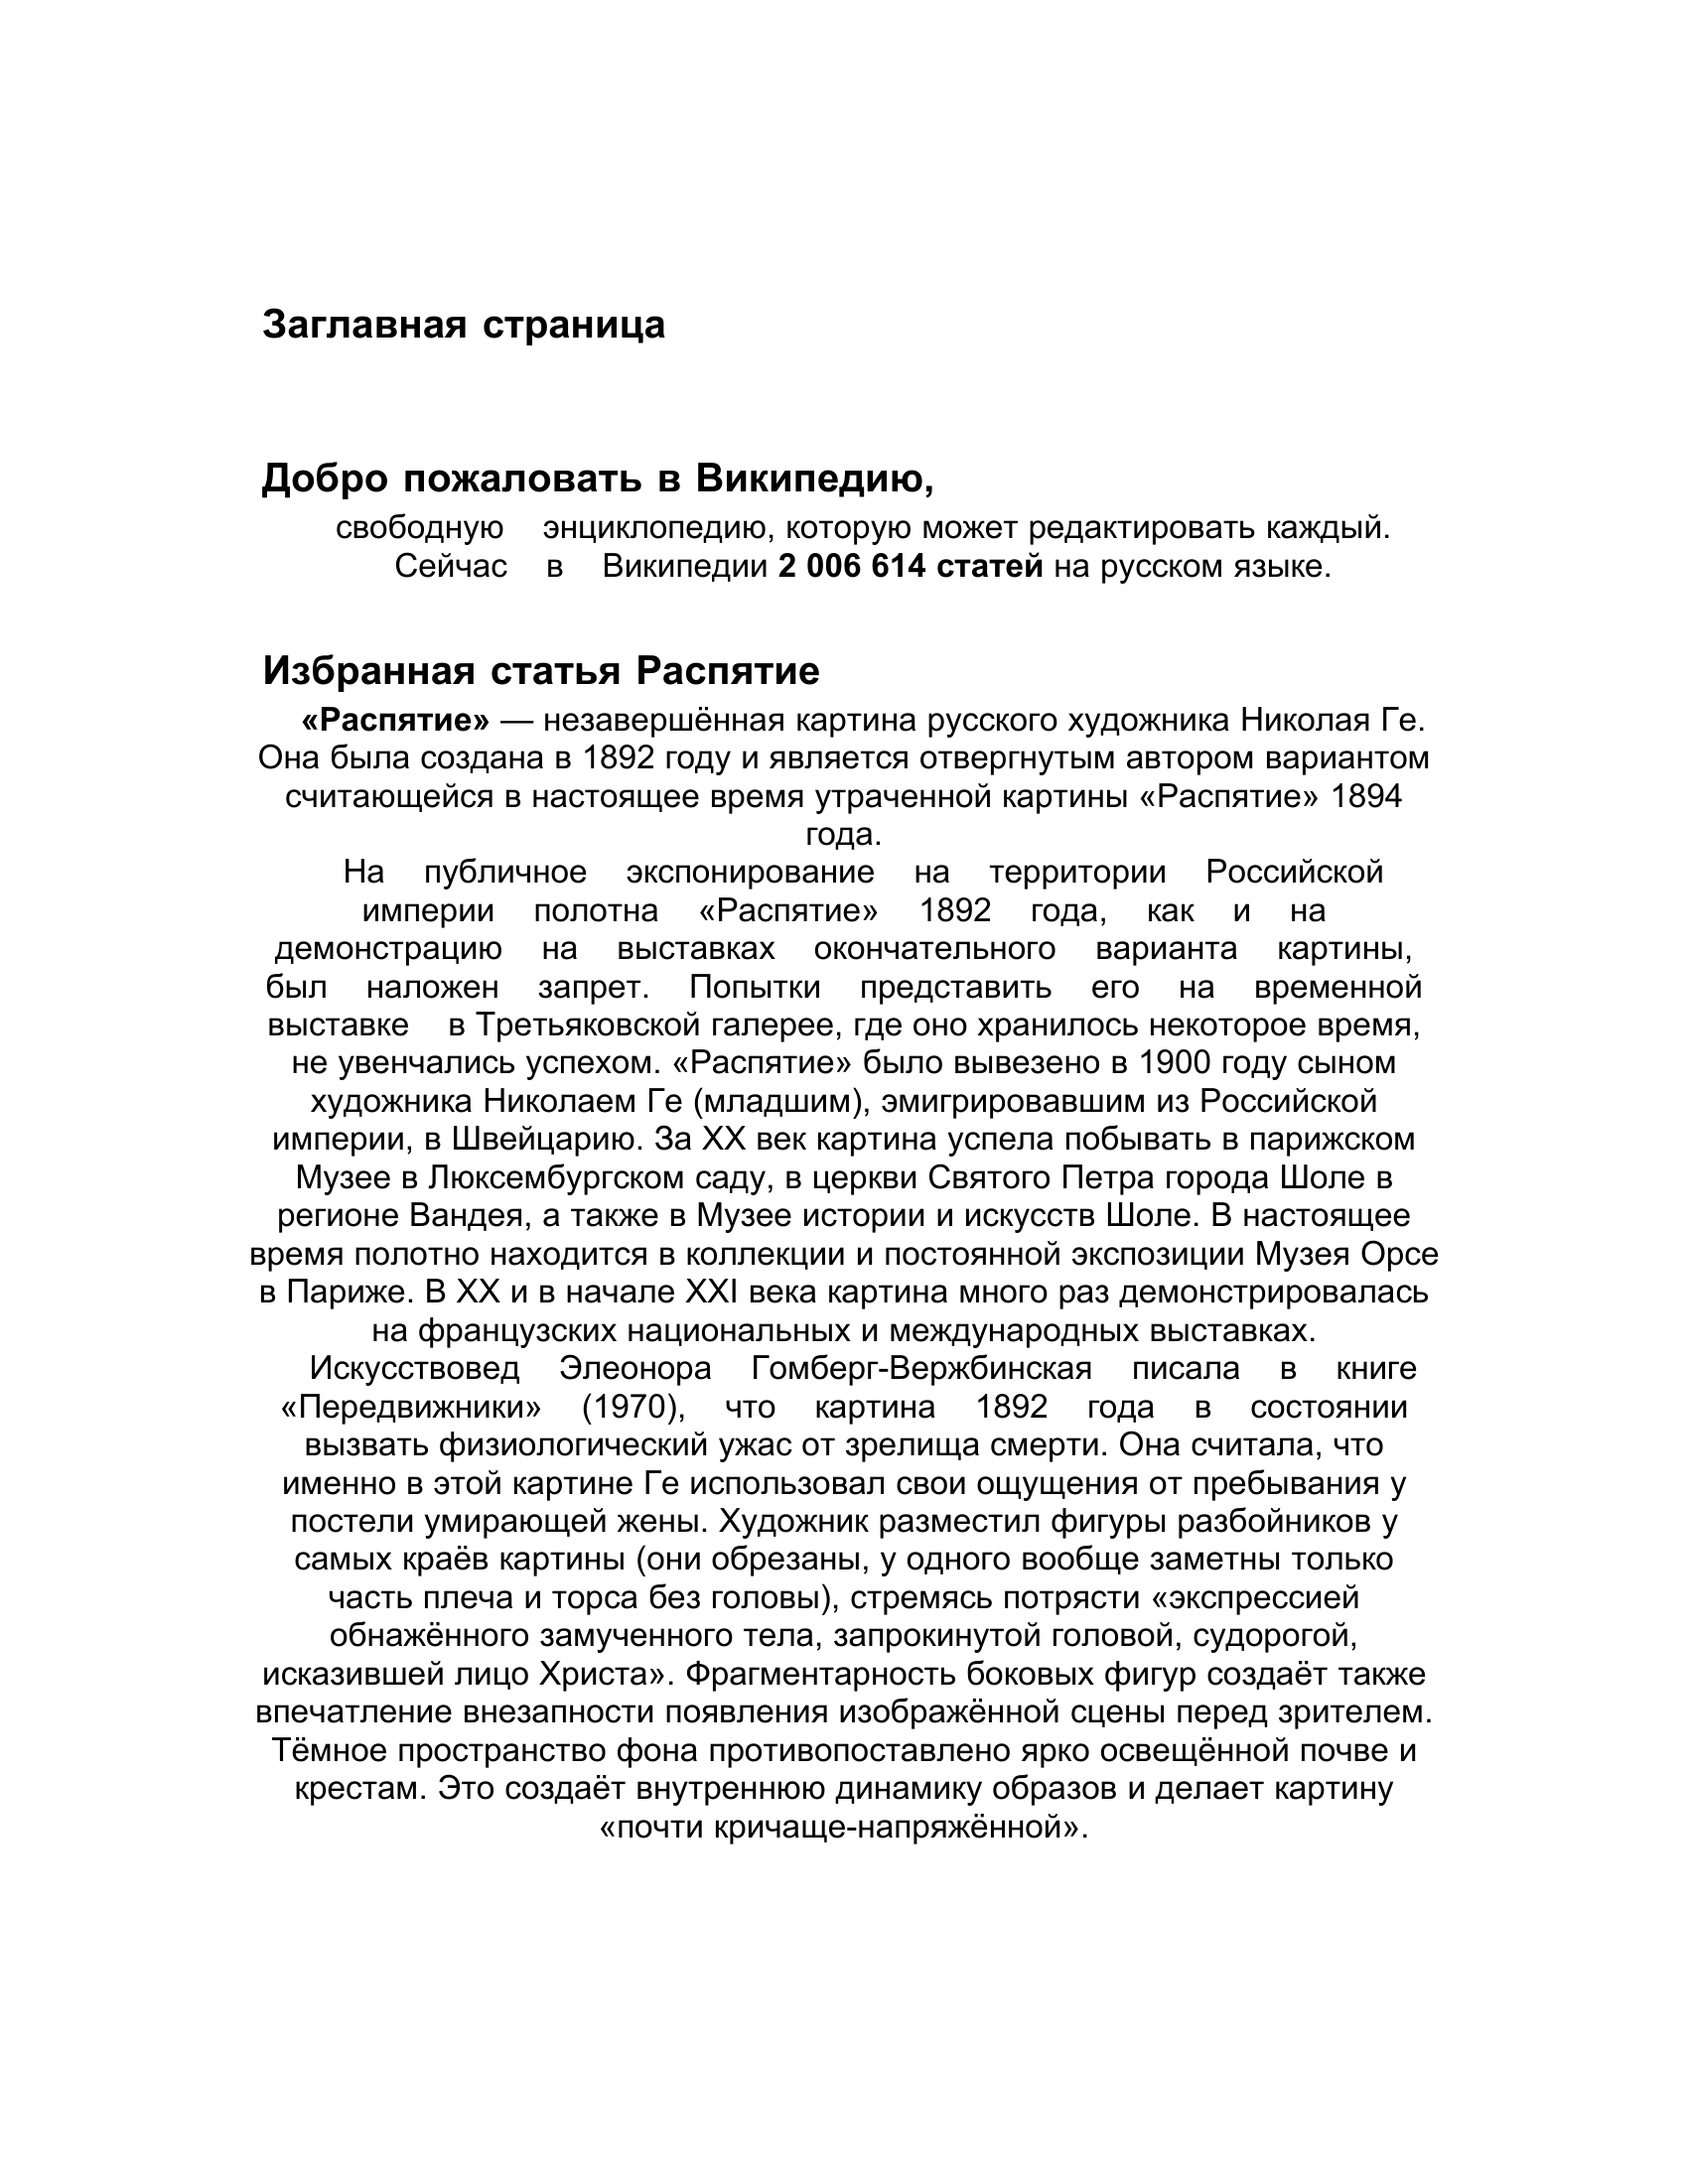 Заглавная страница
Добро пожаловать в Википедию,
свободную энциклопедию, которую может редактировать каждый.
Сейчас в Википедии 2 006 614 статей на русском языке.
Избранная статья Распятие
«Распятие» — незавершённая картина русского художника Николая Ге.
Она была создана в 1892 году и является отвергнутым автором вариантом
считающейся в настоящее время утраченной картины «Распятие» 1894
года.
На публичное экспонирование на территории Российской
империи полотна «Распятие» 1892 года, как и на
демонстрацию на выставках окончательного варианта картины,
был наложен запрет. Попытки представить его на временной
выставке в Третьяковской галерее, где оно хранилось некоторое время,
не увенчались успехом. «Распятие» было вывезено в 1900 году сыном
художника Николаем Ге (младшим), эмигрировавшим из Российской
империи, в Швейцарию. За XX век картина успела побывать в парижском
Музее в Люксембургском саду, в церкви Святого Петра города Шоле в
регионе Вандея, а также в Музее истории и искусств Шоле. В настоящее
время полотно находится в коллекции и постоянной экспозиции Музея Орсе
в Париже. В XX и в начале XXI века картина много раз демонстрировалась
на французских национальных и международных выставках.
Искусствовед Элеонора Гомберг-Вержбинская писала в книге
«Передвижники» (1970), что картина 1892 года в состоянии
вызвать физиологический ужас от зрелища смерти. Она считала, что
именно в этой картине Ге использовал свои ощущения от пребывания у
постели умирающей жены. Художник разместил фигуры разбойников у
самых краёв картины (они обрезаны, у одного вообще заметны только
часть плеча и торса без головы), стремясь потрясти «экспрессией
обнажённого замученного тела, запрокинутой головой, судорогой,
исказившей лицо Христа». Фрагментарность боковых фигур создаёт также
впечатление внезапности появления изображённой сцены перед зрителем.
Тёмное пространство фона противопоставлено ярко освещённой почве и
крестам. Это создаёт внутреннюю динамику образов и делает картину
«почти кричаще-напряжённой».